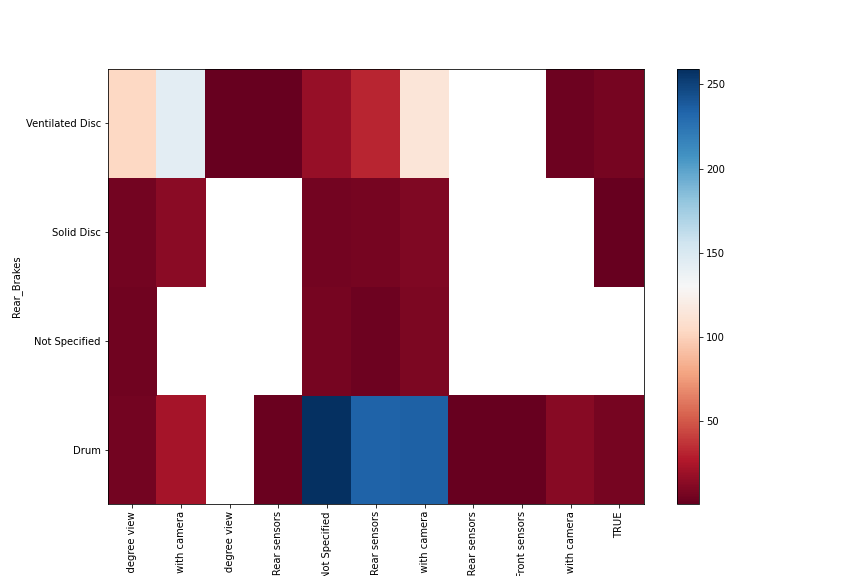 Ventilated Disc
Solid Disc
Not Specified
Drum
Rear_Brakes
degree view
with camera
degree view
Rear sensors
Not Specified
Rear sensors
with camera
Rear sensors
Front sensors
with camera
TRUE
250
200
150
100
50